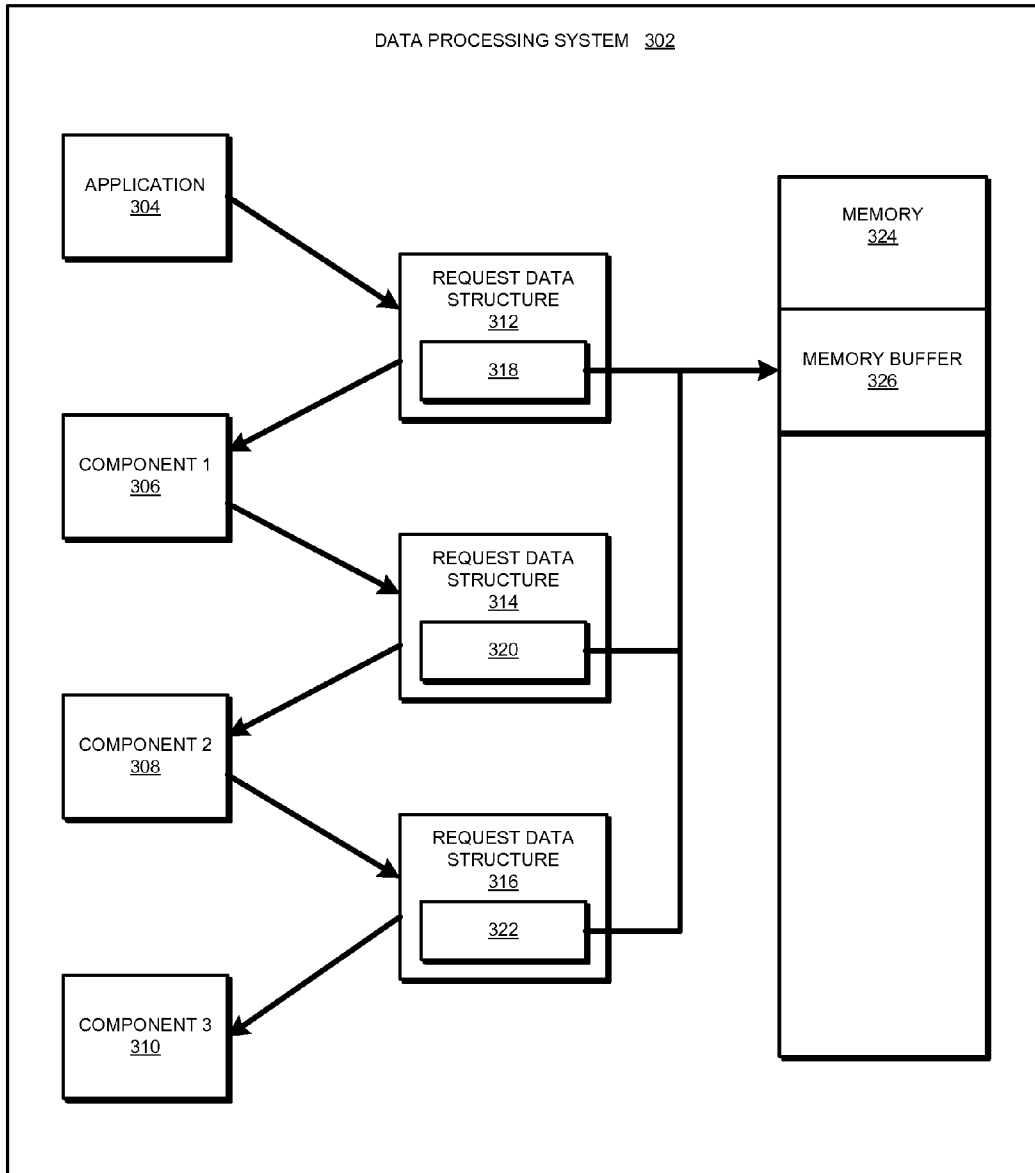 DATA PROCESSING SYSTEM 302
APPLICATION
304
MEMORY
324
REQUEST DATA
STRUCTURE
312
318
MEMORY BUFFER
326
COMPONENT 1
306
REQUEST DATA
STRUCTURE
314
320
COMPONENT 2
308
REQUEST DATA
STRUCTURE
316
322
COMPONENT 3
310